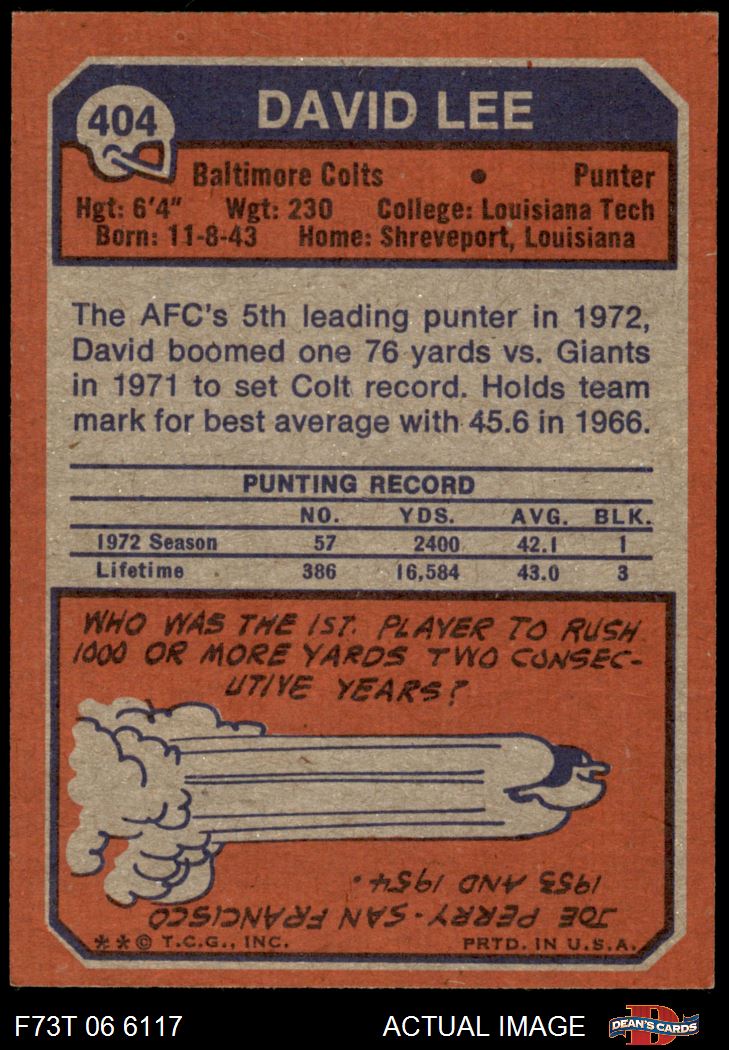 404
DAVID LEE
Baltimore Colts • Punter
Hgt: 6'4" Wgt: 230 College: Louisiana Tech
Born: 11-8-43 Home: Shreveport, Louisiana
The AFC's 5th leading punter in 1972,
David boomed one 76 yards vs. Giants
in 1971 to set Colt record. Holds team
mark for best average with 45.6 in 1966.
PUNTING RECORD
NO. YDS. AVG. BLK.
1972 Season 57 2400 42.1 1
Lifetime 386 16,584 43.0 3
WHO WAS THE 1ST. PLAYER TO RUSH
1000 OR MORE YARDS TWO CONSEC-
UTIVE YEARS?
JOE PERRY-SAN FRANCISCO
1953 AND 1954.
**© T.C.G., INC. PRTD. IN U.S.A.
F73T 06 6117 ACTUAL IMAGE
D
DEAN'S CARDS